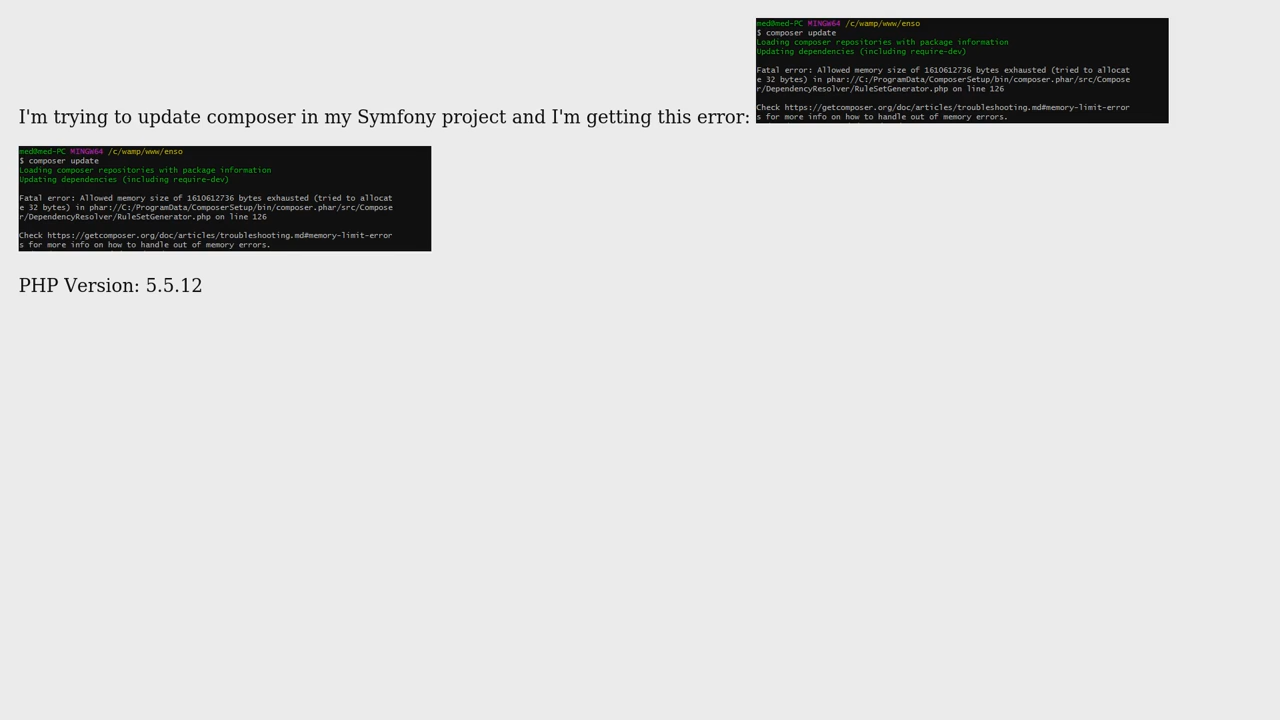 med@med-PC MINGW64 /c/wamp/www/enso
$ composer update
Loading composer repositories with package information
Updating dependencies (including require-dev)
Fatal error: Allowed memory size of 1610612736 bytes exhausted (tried to allocat
e 32 bytes) in phar://C:/ProgramData/ComposerSetup/bin/composer.phar/src/Compose
r/DependencyResolver/RuleSetGenerator.php on line 126
Check https://getcomposer.org/doc/articles/troubleshooting.md#memory-limit-error
s for more info on how to handle out of memory errors.
I'm trying to update composer in my Symfony project and I'm getting this error:
med@med-PC MINGW64 /c/wamp/www/enso
$ composer update
Loading composer repositories with package information
Updating dependencies (including require-dev)
Fatal error: Allowed memory size of 1610612736 bytes exhausted (tried to allocat
e 32 bytes) in phar://C:/ProgramData/ComposerSetup/bin/composer.phar/src/Compose
r/DependencyResolver/RuleSetGenerator.php on line 126
Check https://getcomposer.org/doc/articles/troubleshooting.md#memory-limit-error
s for more info on how to handle out of memory errors.
PHP Version: 5.5.12